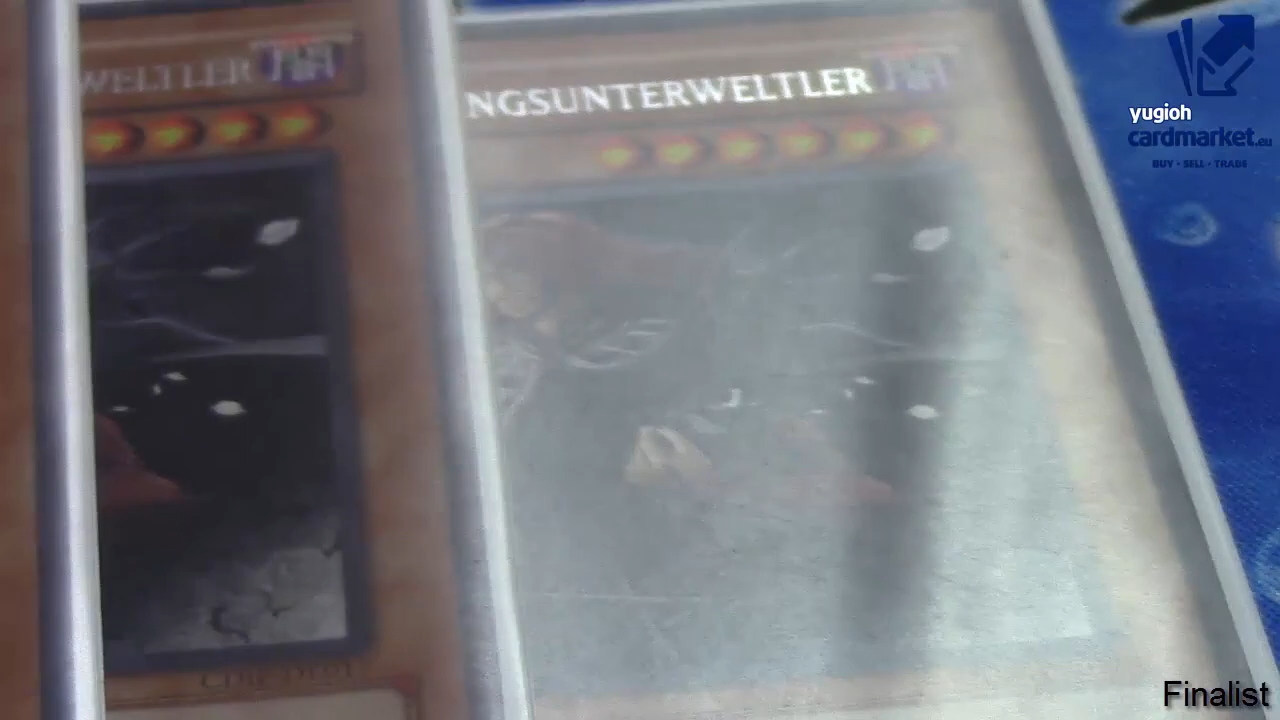 WELTLER
NGSUNTERWELTLER
yugioh
cardmarket.eu
BUY • SELL • TRADE
Finalist